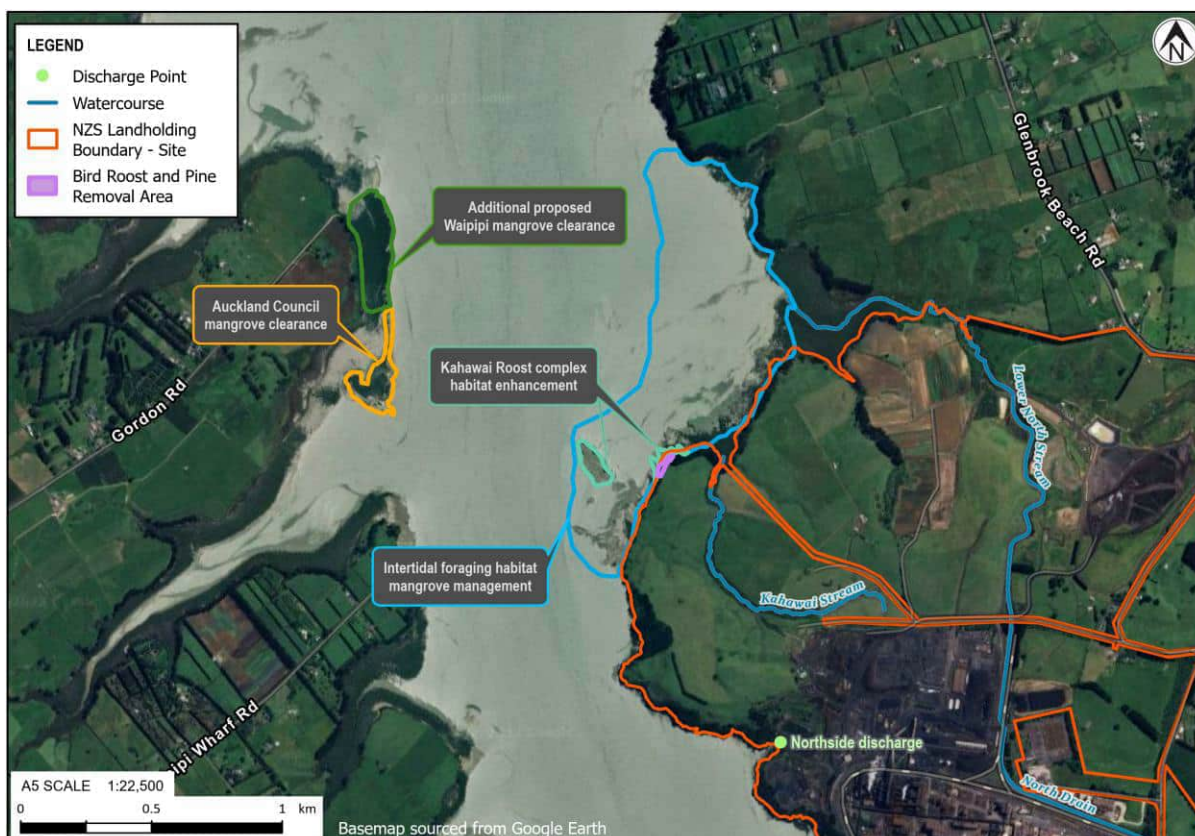 LEGEND
Discharge Point
Watercourse
NZS Landholding
Boundary - Site
Bird Roost and Pine
Removal Area
N
Glenbrook Beach Rd
Additional proposed
Waipipi mangrove clearance
Auckland Council
mangrove clearance
Gordon Rd
Kahawai Roost complex
habitat enhancement
Lower North Stream
Intertidal foraging habitat
mangrove management
Kahawai Stream
ipi Wharf Rd
Northside discharge
North Drain
A5 SCALE 1:22,500
0 0.5 1 km
Basemap sourced from Google Earth